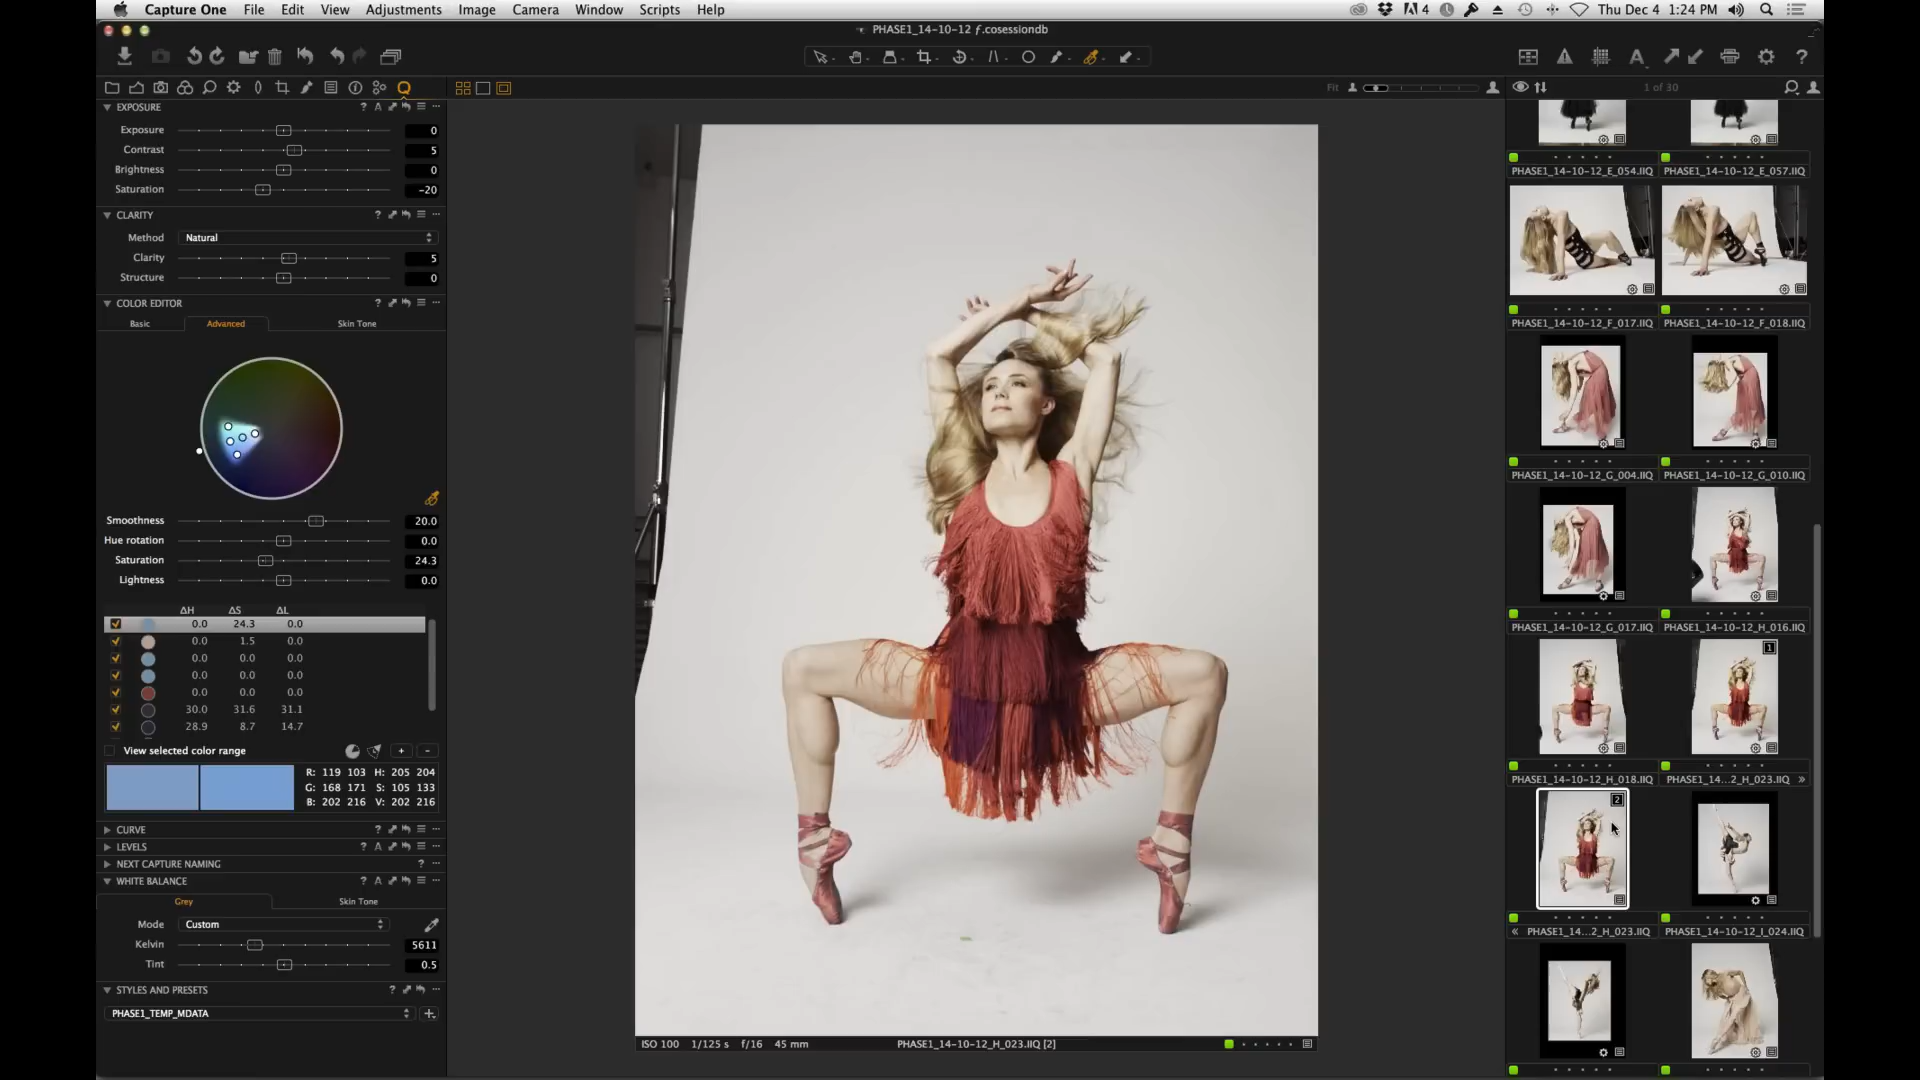 Capture One File Edit View Adjustments Image Camera Window Scripts Help
4 Thu Dec 4 1:24 PM
PHASE1_14-10-12 f.cosessiondb
Fit
1 of 30
EXPOSURE
Exposure 0
Contrast 5
Brightness 0
Saturation -20
CLARITY
Method Natural
Clarity 5
Structure 0
COLOR EDITOR
Basic Advanced Skin Tone
Smoothness 20.0
Hue rotation 0.0
Saturation 24.3
Lightness 0.0
ΔH ΔS ΔL
0.0 24.3 0.0
0.0 1.5 0.0
0.0 0.0 0.0
0.0 0.0 0.0
0.0 0.0 0.0
30.0 31.6 31.1
28.9 8.7 14.7
View selected color range
R: 119 103 H: 205 204
G: 168 171 S: 105 133
B: 202 216 V: 202 216
CURVE
LEVELS
NEXT CAPTURE NAMING
WHITE BALANCE
Grey Skin Tone
Mode Custom
Kelvin 5611
Tint 0.5
STYLES AND PRESETS
PHASE1_TEMP_MDATA
ISO 100 1/125 s f/16 45 mm PHASE1_14-10-12_H_023.IIQ [2]
PHASE1_14-10-12_E_054.IIQ PHASE1_14-10-12_E_057.IIQ
PHASE1_14-10-12_F_017.IIQ PHASE1_14-10-12_F_018.IIQ
PHASE1_14-10-12_G_004.IIQ PHASE1_14-10-12_G_010.IIQ
PHASE1_14-10-12_G_017.IIQ PHASE1_14-10-12_H_016.IIQ
1
PHASE1_14-10-12_H_018.IIQ PHASE1_14...2_H_023.IIQ »
2
« PHASE1_14...2_H_023.IIQ PHASE1_14-10-12_I_024.IIQ